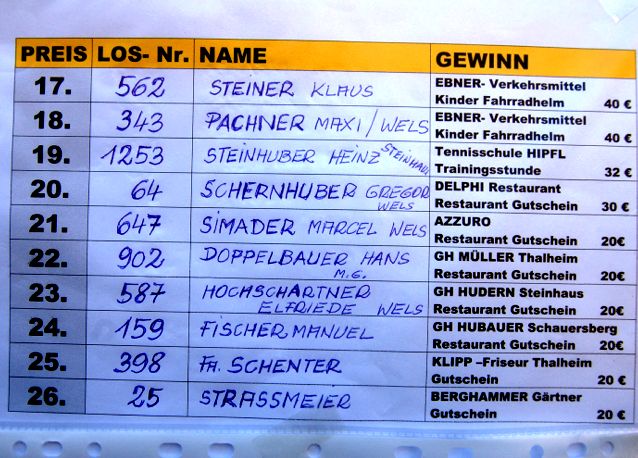 PREIS LOS- Nr. NAME GEWINN
17. 562 STEINER KLAUS EBNER- Verkehrsmittel
Kinder Fahrradhelm 40 €
18. 343 PACHNER MAXI / WELS EBNER- Verkehrsmittel
Kinder Fahrradhelm 40 €
19. 1253 STEINHUBER HEINZ STEINHAUS Tennisschule HIPFL
Trainingsstunde 32 €
20. 64 SCHERNHUBER GREGOR DELPHI Restaurant
WELS Restaurant Gutschein 30 €
21. 647 SIMADER MARCEL WELS AZZURO
Restaurant Gutschein 20€
22. 902 DOPPELBAUER HANS GH MÜLLER Thalheim
M.G. Restaurant Gutschein 20€
23. 587 HOCHSCHARTNER GH HUDERN Steinhaus
ELFRIEDE WELS Restaurant Gutschein 20€
24. 159 FISCHER MANUEL GH HUBAUER Schauersberg
Restaurant Gutschein 20€
25. 398 FA. SCHENTER KLIPP –Friseur Thalheim
Gutschein 20 €
26. 25 STRASSMEIER BERGHAMMER Gärtner
Gutschein 20 €